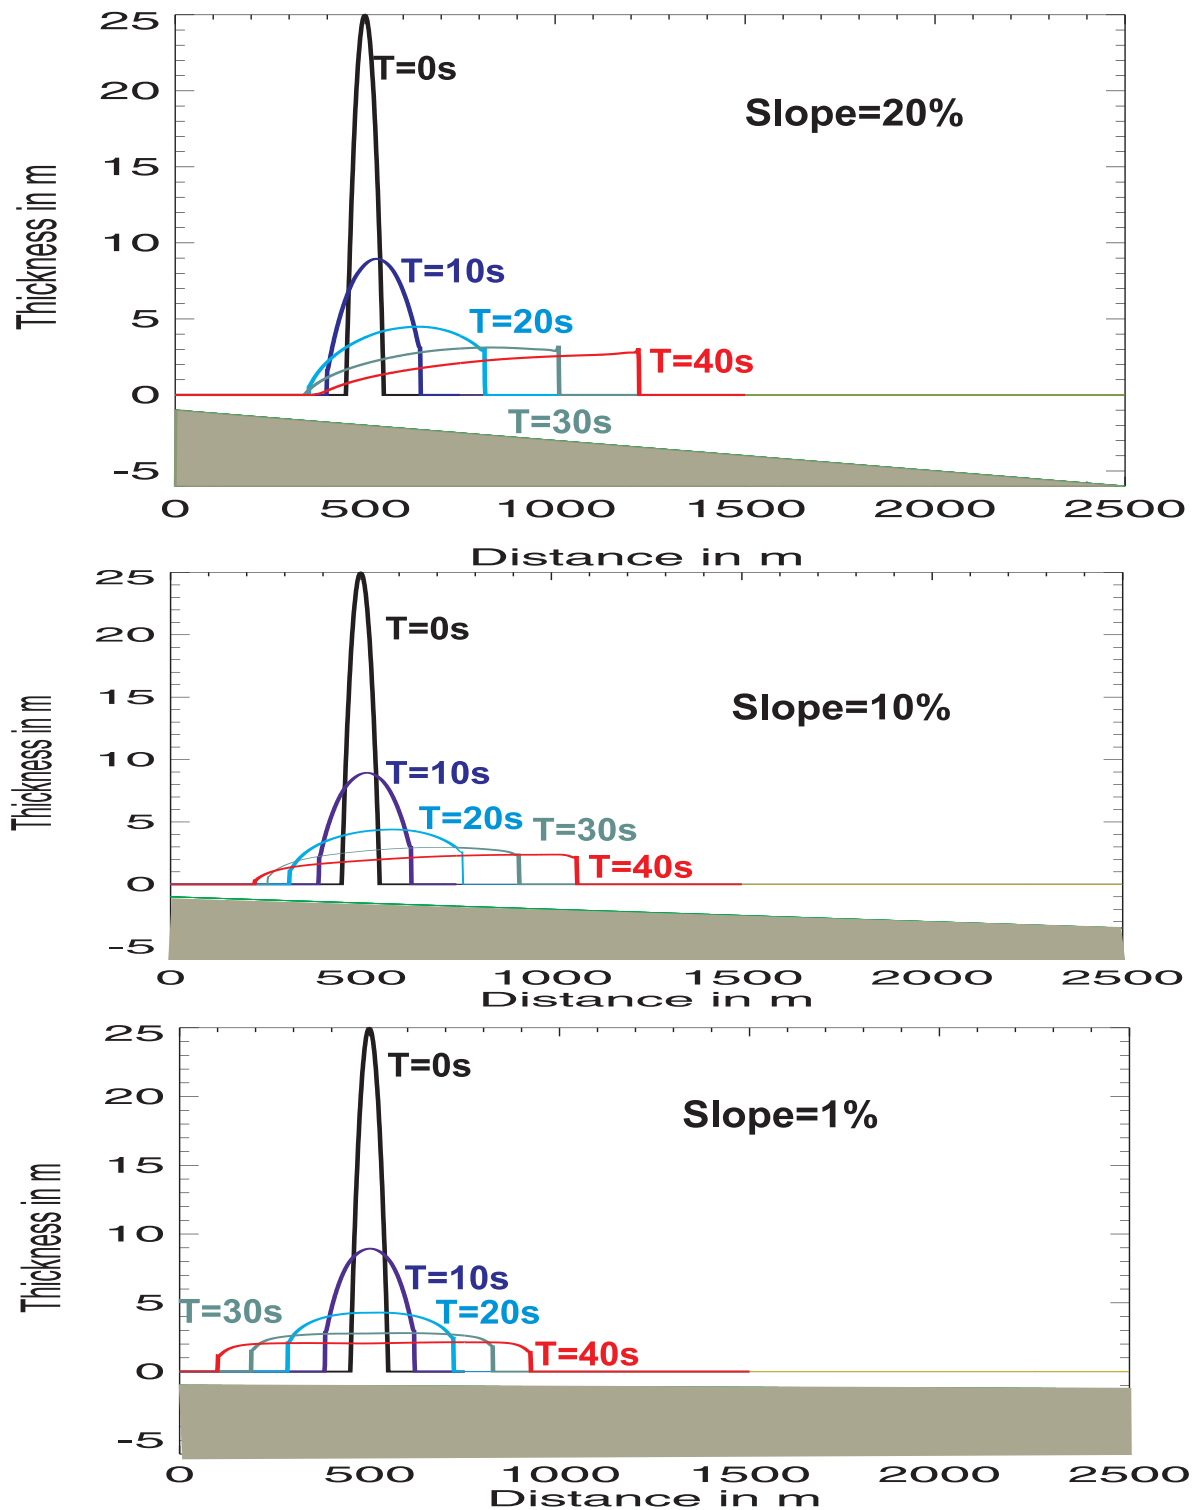 25
T=0s
20
Slope=20%
15
Thickness in m
10
T=10s
5
T=20s
T=40s
0
T=30s
-5
0 500 1000 1500 2000 2500
Distance in m
25
T=0s
20
Slope=10%
15
Thickness in m
10
T=10s
5
T=20s
T=30s
T=40s
0
-5
0 500 1000 1500 2000 2500
Distance in m
25
T=0s
20
Slope=1%
15
Thickness in m
10
T=10s
5
T=30s
T=20s
T=40s
0
-5
0 500 1000 1500 2000 2500
Distance in m